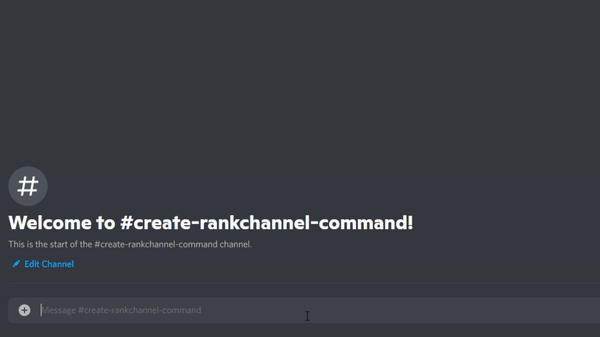 #
Welcome to #create-rankchannel-command!
This is the start of the #create-rankchannel-command channel.
Edit Channel
Message #create-rankchannel-command